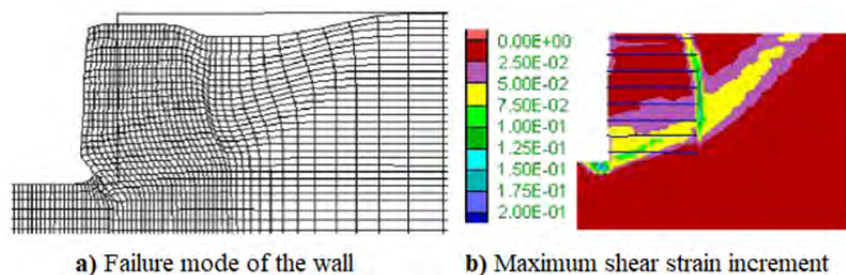 0.00E+00
2.50E-02
5.00E-02
7.50E-02
1.00E-01
1.25E-01
1.50E-01
1.75E-01
2.00E-01
a) Failure mode of the wall
b) Maximum shear strain increment